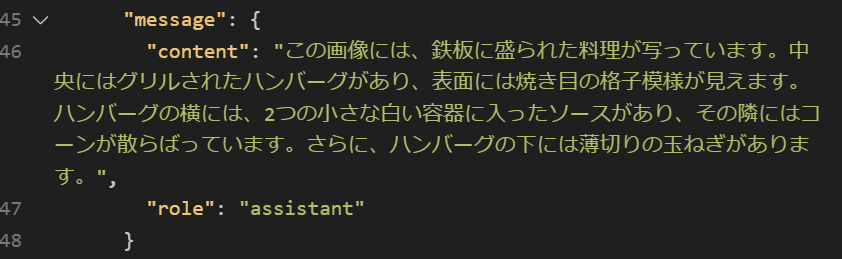 45 "message": {
46 "content": "この画像には、鉄板に盛られた料理が写っています。中
央にはグリルされたハンバーグがあり、表面には焼き目の格子模様が見えます。
ハンバーグの横には、2つの小さな白い容器に入ったソースがあり、その隣にはコ
ーンが散らばっています。さらに、ハンバーグの下には薄切りの玉ねぎがありま
す。",
47 "role": "assistant"
48 }